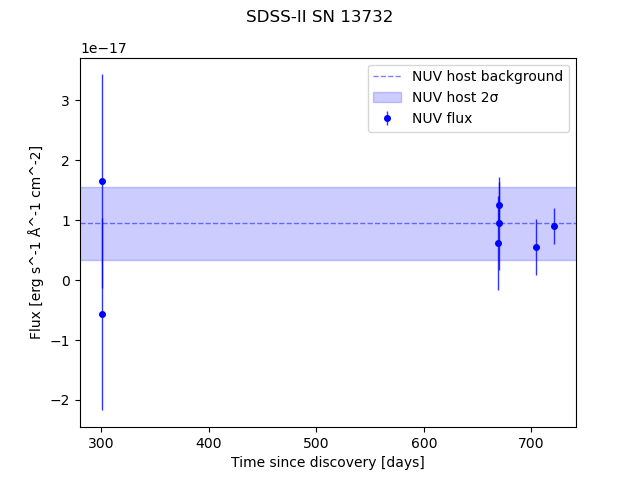 SDSS-II SN 13732
1e−17
NUV host background
NUV host 2σ
NUV flux
3
2
1
0
−1
−2
Flux [erg s^-1 Å^-1 cm^-2]
300
400
500
600
700
Time since discovery [days]